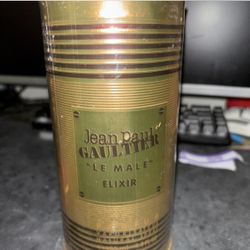 Jean Paul
GAULTIER
"LE MALE"
ELIXIR